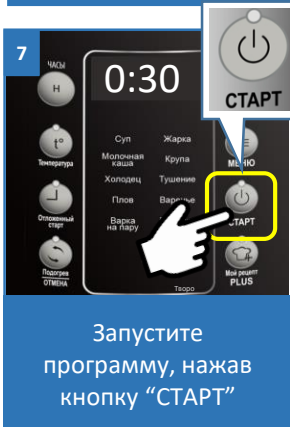 7
ЧАСЫ
Н
0:30
СТАРТ
t°
Температура
Суп
Жарка
Молочная
каша
Крупа
МЕНЮ
Холодец
Тушение
Отложенный
старт
Плов
Варенье
СТАРТ
Варка
на пару
Подогрев
ОТМЕНА
Творо
Мой рецепт
PLUS
Запустите
программу, нажав
кнопку “СТАРТ”